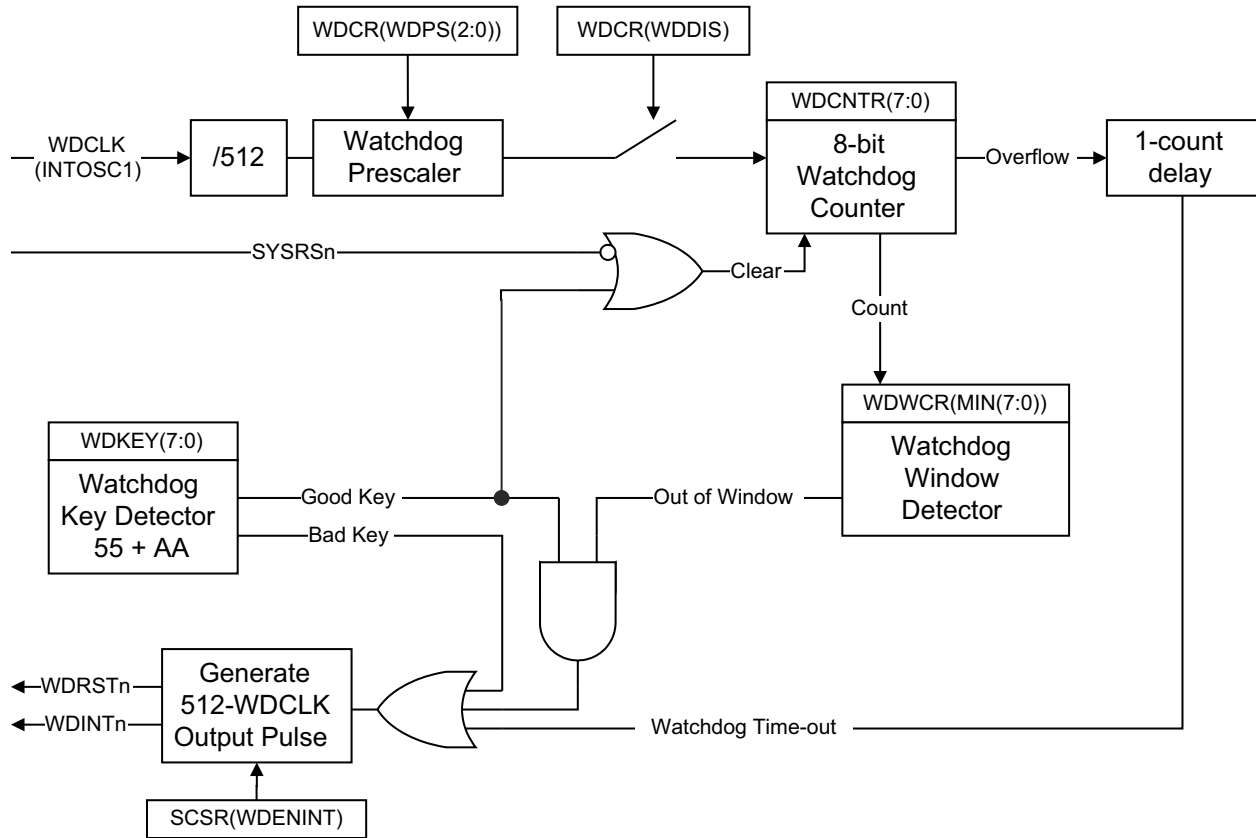 WDCR(WDPS(2:0))
WDCR(WDDIS)
WDCNTR(7:0)
WDCLK
(INTOSC1)
/512
Watchdog
Prescaler
8-bit
Watchdog
Counter
Overflow
1-count
delay
SYSRSn
Clear
Count
WDWCR(MIN(7:0))
Watchdog
Window
Detector
WDKEY(7:0)
Watchdog
Key Detector
55 + AA
Good Key
Bad Key
Out of Window
Generate
512-WDCLK
Output Pulse
WDRSTn
WDINTn
Watchdog Time-out
SCSR(WDENINT)